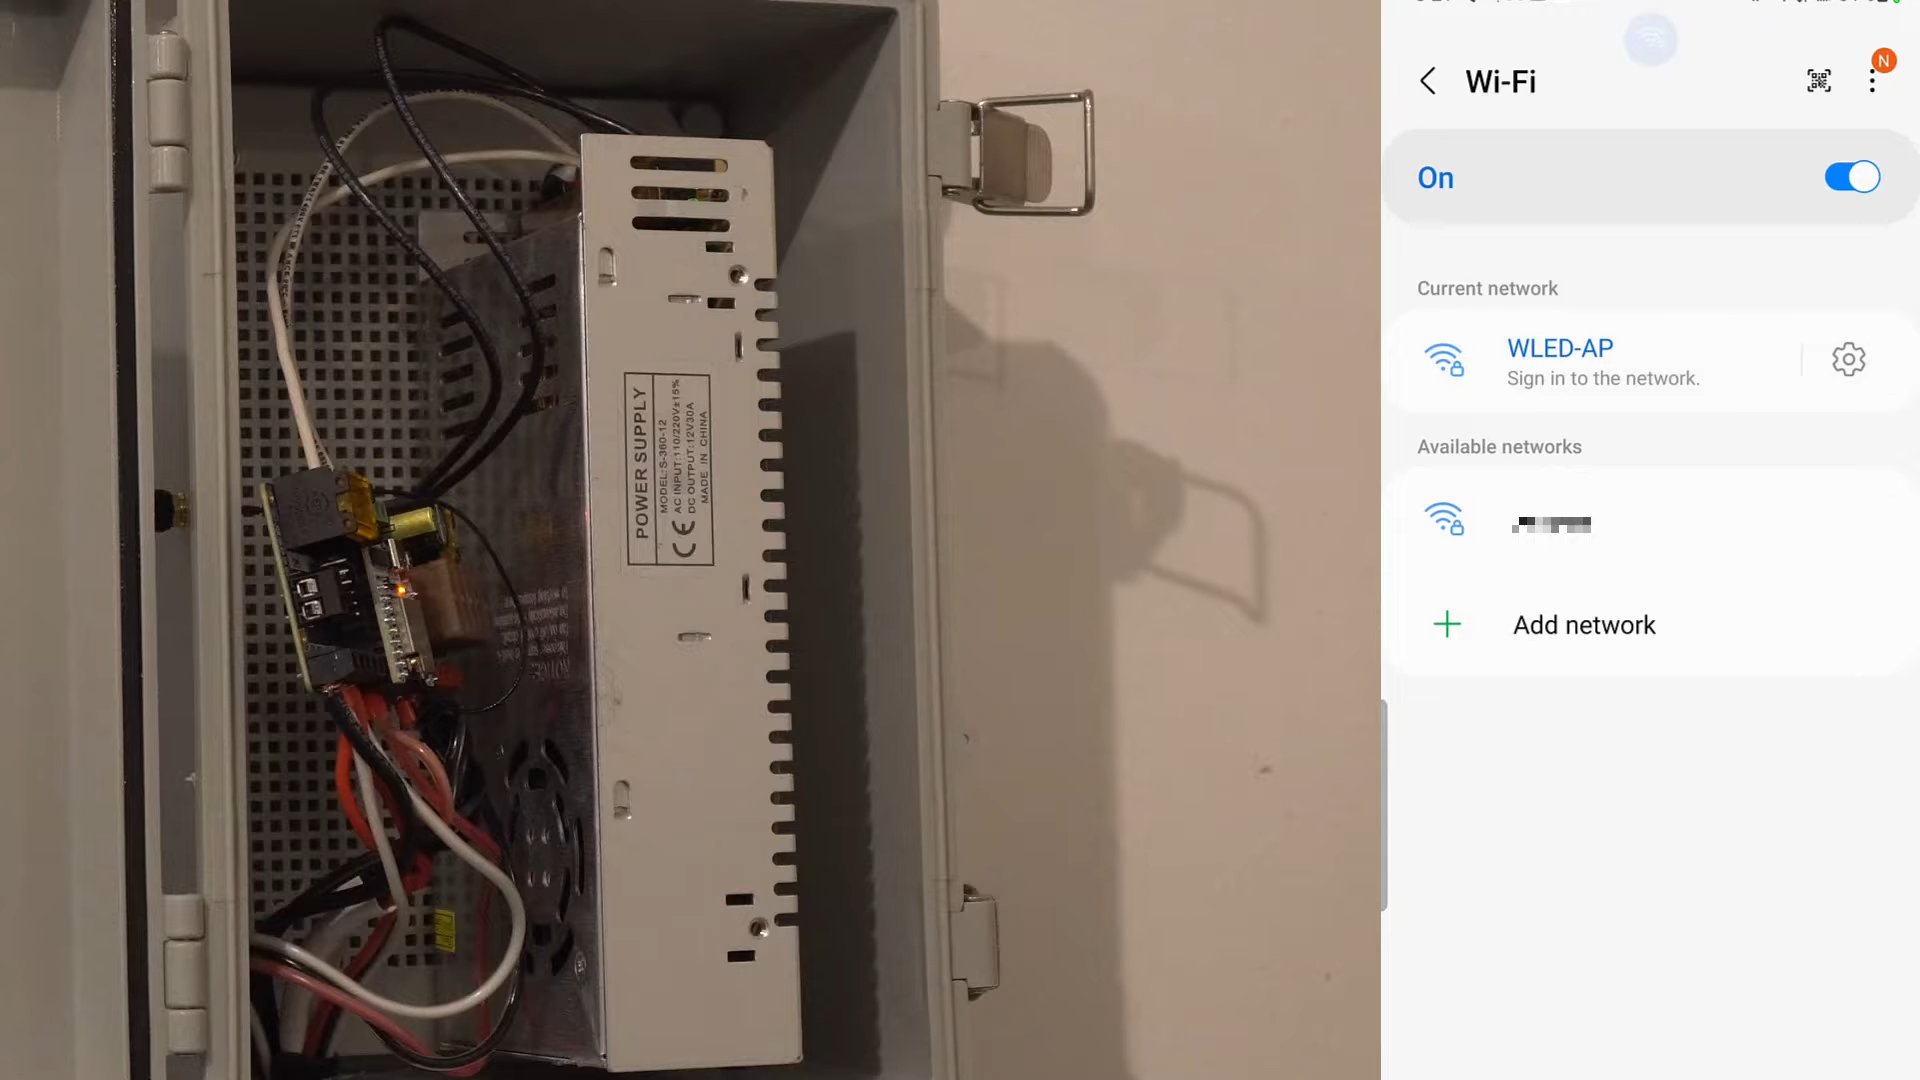 POWER SUPPLY
MODEL:S-360-12
AC INPUT:110/220V±15%
DC OUTPUT:12V30A
MADE IN CHINA
CE
Wi-Fi
N
On
Current network
WLED-AP
Sign in to the network.
Available networks
Add network